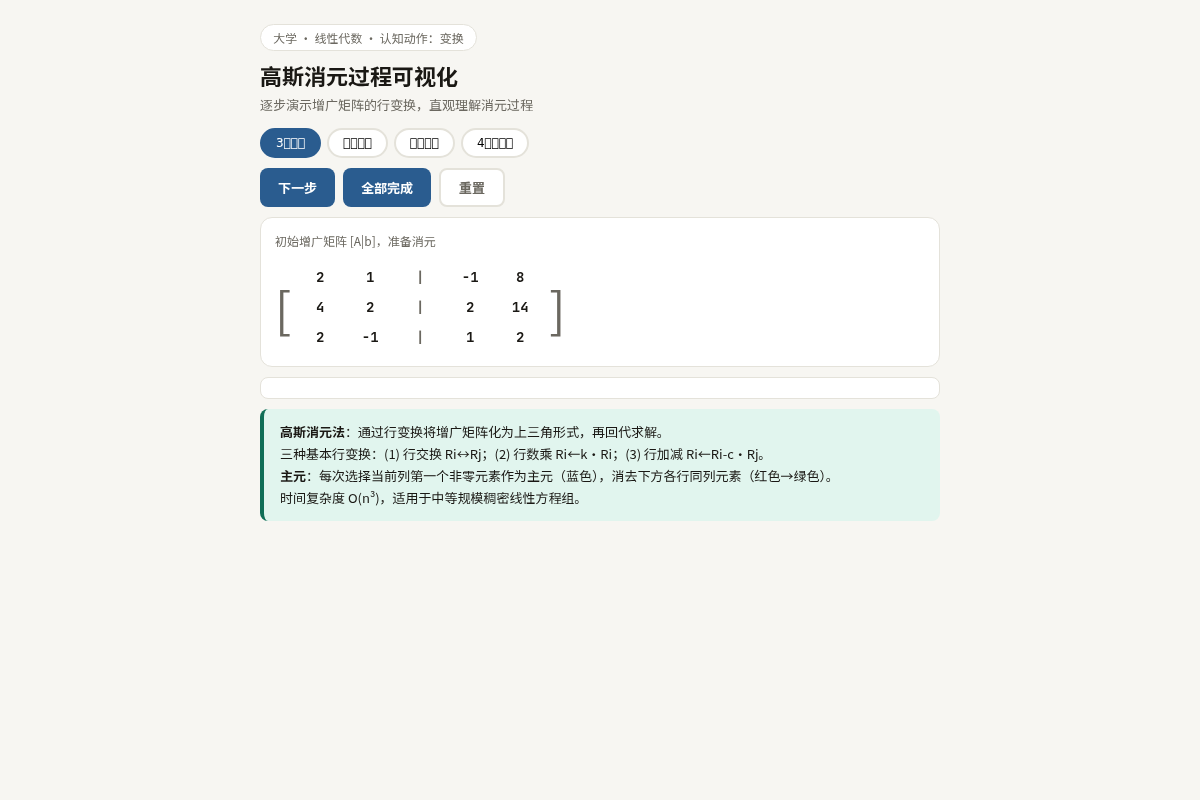 大学 · 线性代数 · 认知动作：变换
高斯消元过程可视化
逐步演示增广矩阵的行变换，直观理解消元过程
3
4
下一步 全部完成 重置
初始增广矩阵 [A|b]，准备消元
2 1 | -1 8
4 2 | 2 14
2 -1 | 1 2
高斯消元法：通过行变换将增广矩阵化为上三角形式，再回代求解。
三种基本行变换：(1) 行交换 Ri↔Rj；(2) 行数乘 Ri←k·Ri；(3) 行加减 Ri←Ri-c·Rj。
主元：每次选择当前列第一个非零元素作为主元（蓝色），消去下方各行同列元素（红色→绿色）。
时间复杂度 O(n³)，适用于中等规模稠密线性方程组。